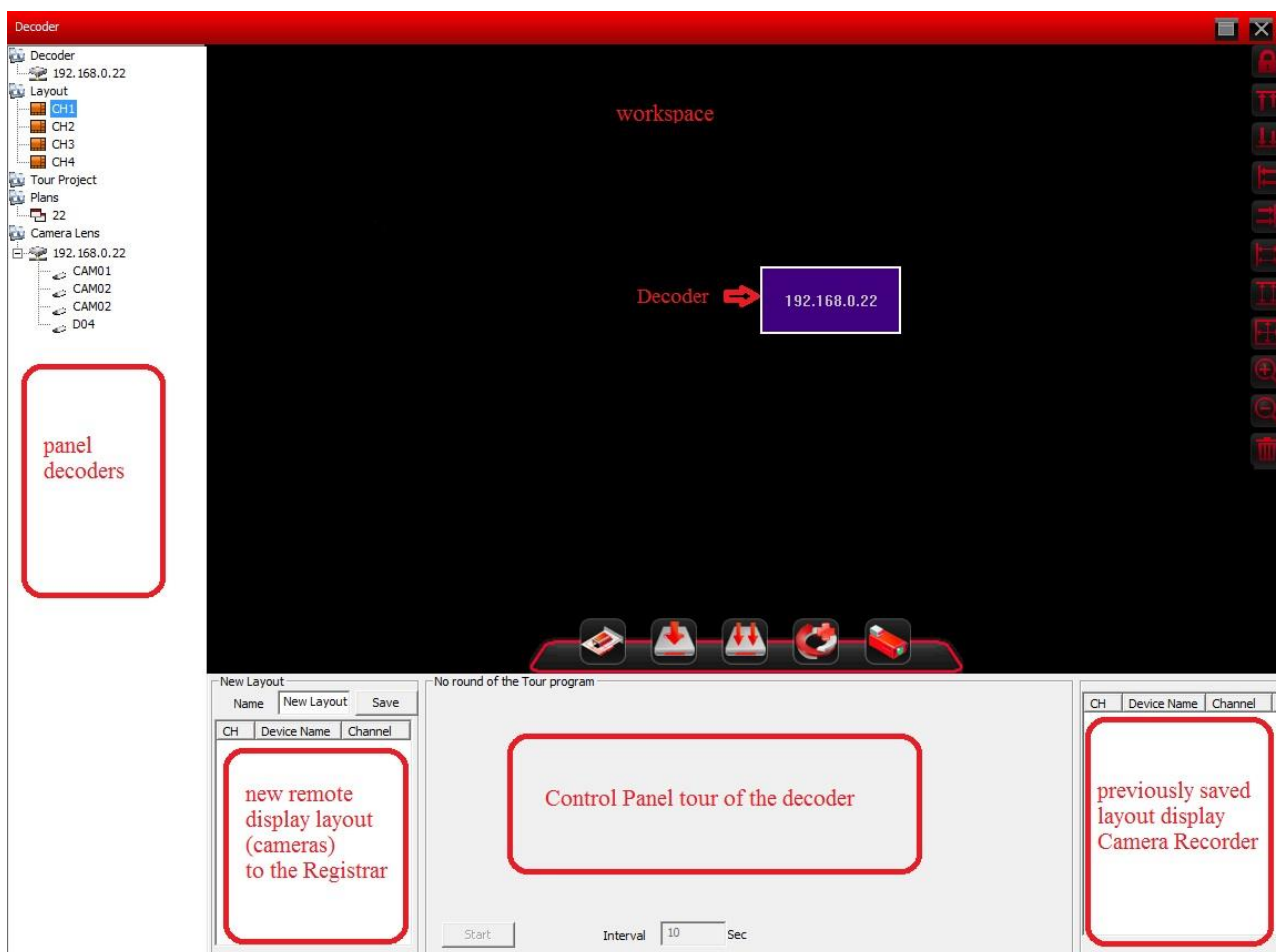 Decoder
Decoder
192.168.0.22
Layout
CH1
CH2
CH3
CH4
Tour Project
Plans
22
Camera Lens
192.168.0.22
CAM01
CAM02
CAM02
D04
panel
decoders
workspace
Decoder
192.168.0.22
New Layout
Name New Layout Save
CH Device Name Channel
new remote
display layout
(cameras)
to the Registrar
No round of the Tour program
Control Panel tour of the decoder
Start Interval 10 Sec
CH Device Name Channel
previously saved
layout display
Camera Recorder